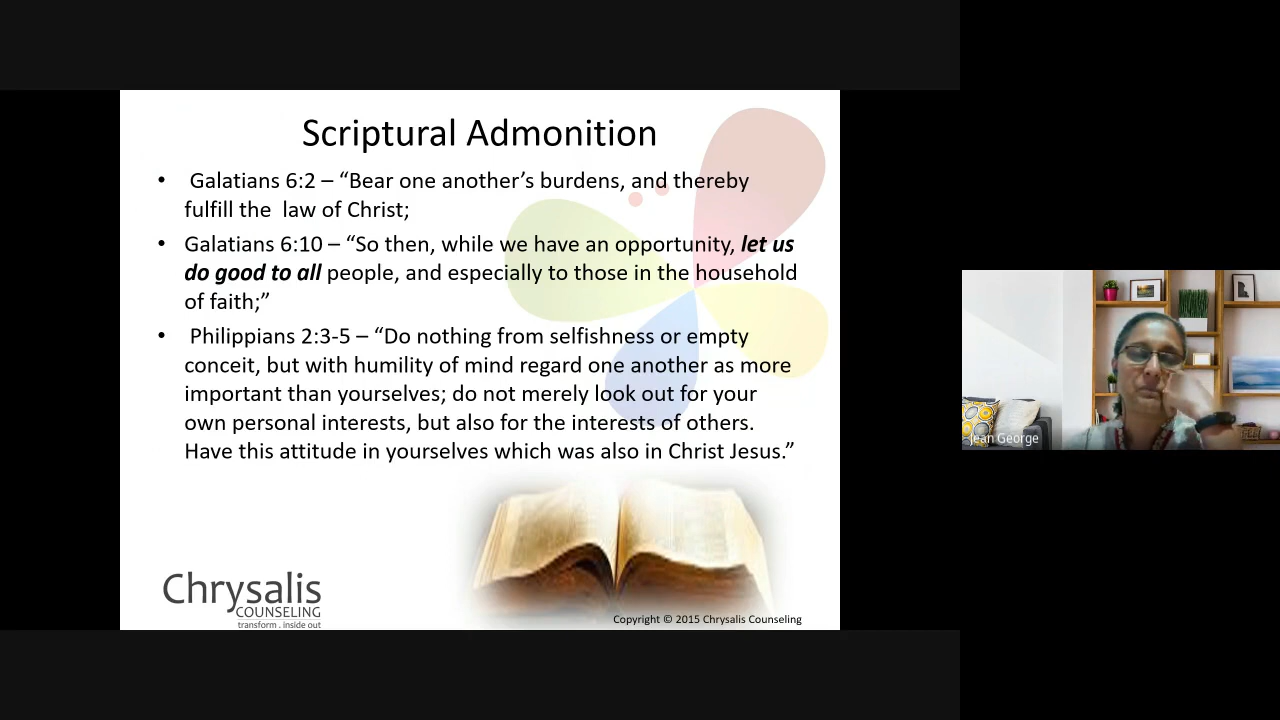 Scriptural Admonition
• Galatians 6:2 – “Bear one another’s burdens, and thereby
fulfill the law of Christ;
• Galatians 6:10 – “So then, while we have an opportunity, let us
do good to all people, and especially to those in the household
of faith;”
• Philippians 2:3-5 – “Do nothing from selfishness or empty
conceit, but with humility of mind regard one another as more
important than yourselves; do not merely look out for your
own personal interests, but also for the interests of others.
Have this attitude in yourselves which was also in Christ Jesus.”
Chrysalis
COUNSELING
transform . inside out
Copyright © 2015 Chrysalis Counseling
Jean George